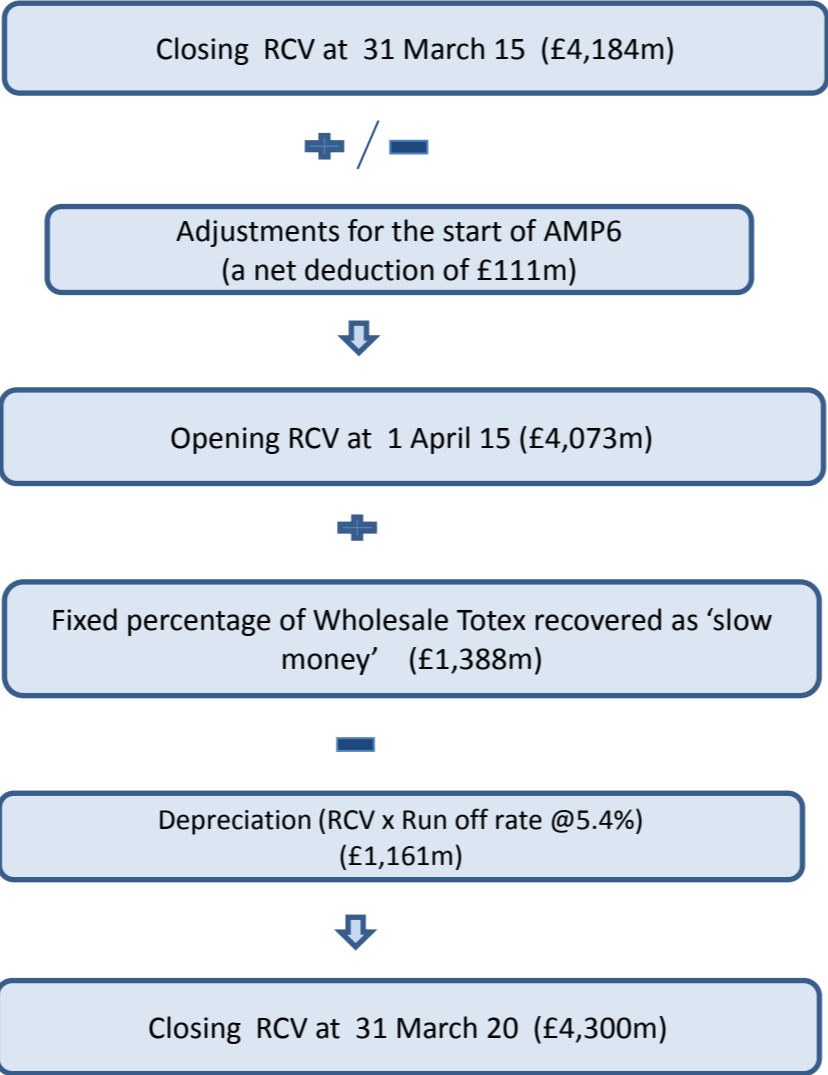 Closing RCV at 31 March 15 (£4,184m)
Adjustments for the start of AMP6
(a net deduction of £111m)
Opening RCV at 1 April 15 (£4,073m)
Fixed percentage of Wholesale Totex recovered as ‘slow
money’ (£1,388m)
Depreciation (RCV x Run off rate @5.4%)
(£1,161m)
Closing RCV at 31 March 20 (£4,300m)